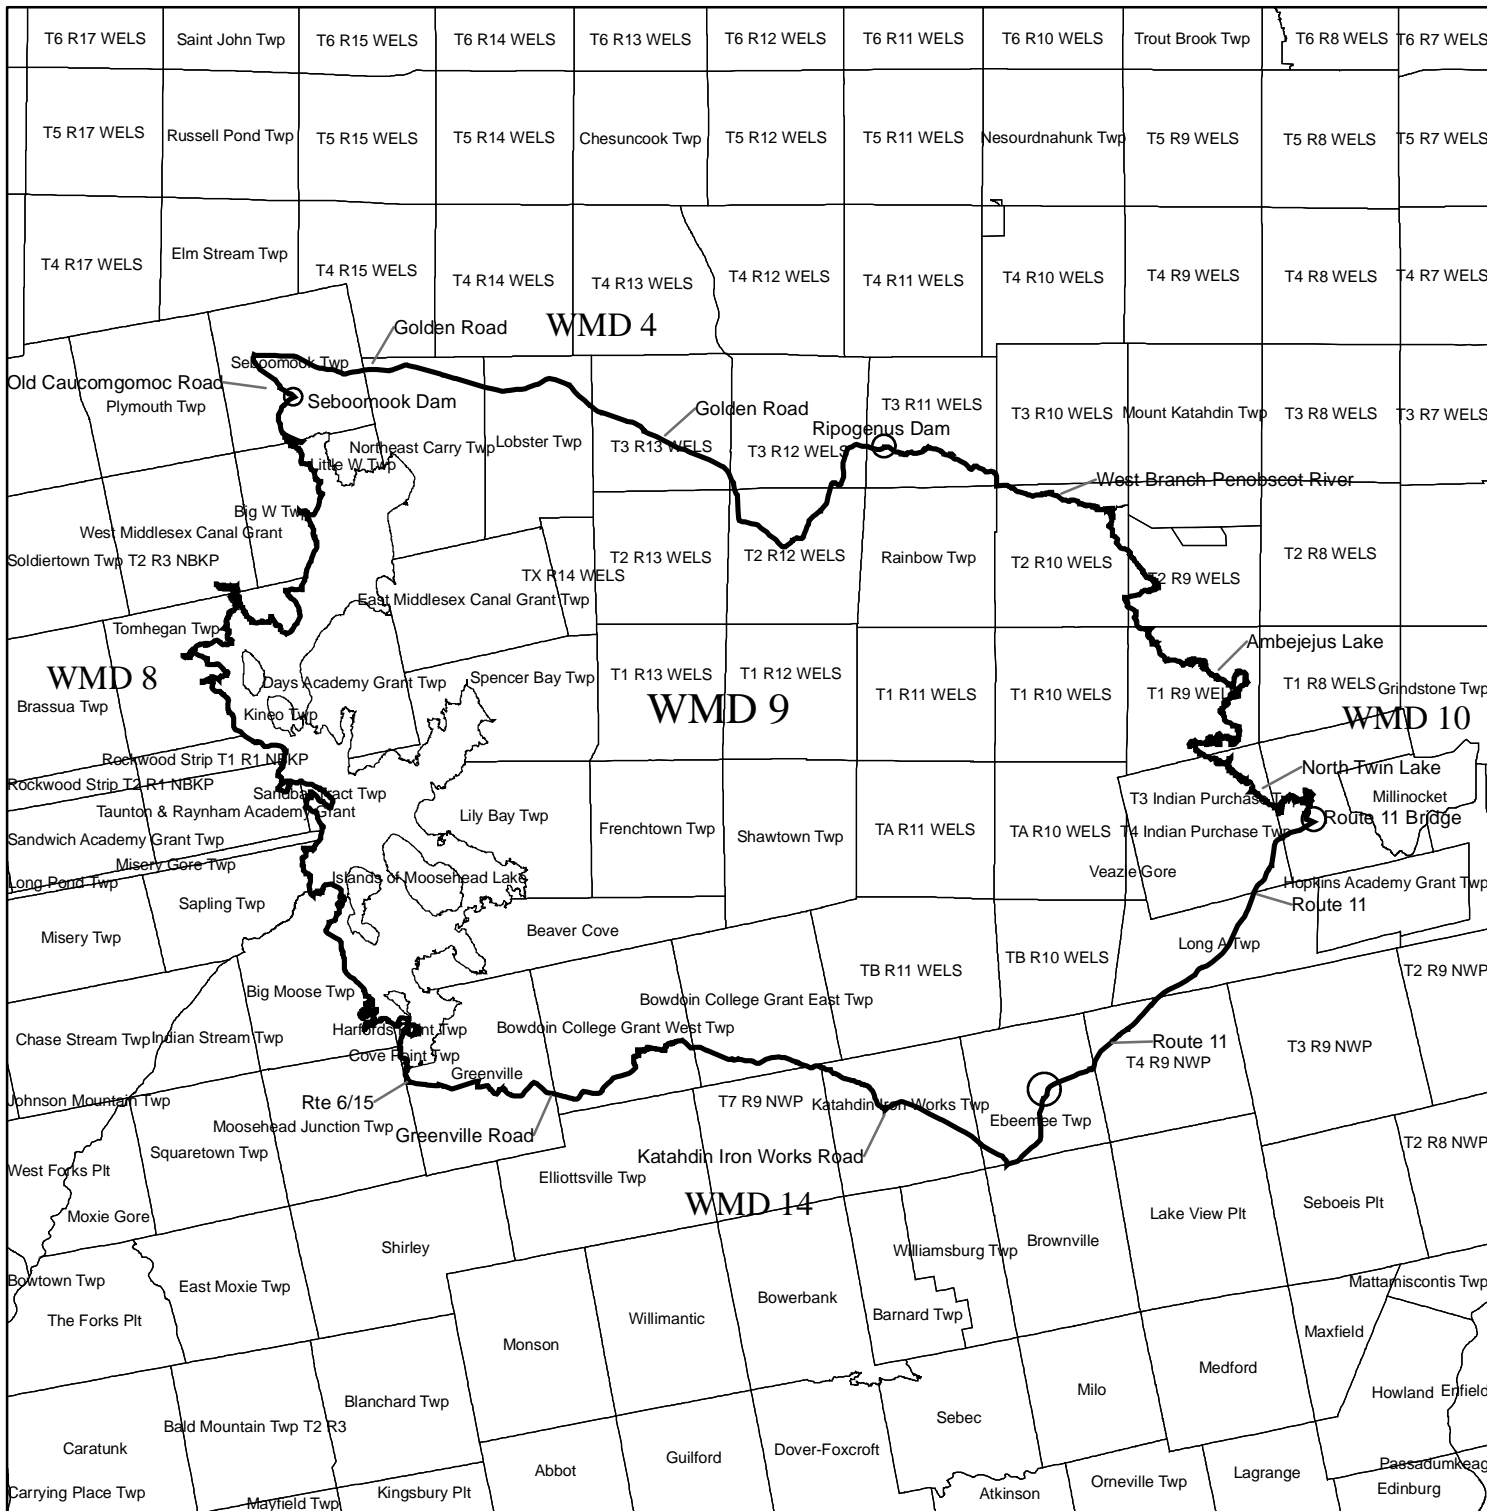 T6 R17 WELS
Saint John Twp
T6 R15 WELS
T6 R14 WELS
T6 R13 WELS
T6 R12 WELS
T6 R11 WELS
T6 R10 WELS
Trout Brook Twp
T6 R8 WELS
T6 R7 WELS
T5 R17 WELS
Russell Pond Twp
T5 R15 WELS
T5 R14 WELS
Chesuncook Twp
T5 R12 WELS
T5 R11 WELS
Nesourdnahunk Twp
T5 R9 WELS
T5 R8 WELS
T5 R7 WELS
T4 R17 WELS
Elm Stream Twp
T4 R15 WELS
T4 R14 WELS
T4 R13 WELS
T4 R12 WELS
T4 R11 WELS
T4 R10 WELS
T4 R9 WELS
T4 R8 WELS
T4 R7 WELS
Golden Road
WMD 4
Seboomook Twp
Old Caucomgomoc Road
Plymouth Twp
Seboomook Dam
Golden Road
T3 R11 WELS
Ripogenus Dam
T3 R10 WELS
Mount Katahdin Twp
T3 R8 WELS
T3 R7 WELS
Northeast Carry Twp
Lobster Twp
T3 R13 WELS
T3 R12 WELS
Little W Twp
West Branch Penobscot River
Big W Twp
West Middlesex Canal Grant
Soldiertown Twp T2 R3 NBKP
TX R14 WELS
T2 R13 WELS
T2 R12 WELS
Rainbow Twp
T2 R10 WELS
T2 R9 WELS
T2 R8 WELS
East Middlesex Canal Grant Twp
Tomhegan Twp
Ambejejus Lake
WMD 8
Days Academy Grant Twp
Spencer Bay Twp
T1 R13 WELS
T1 R12 WELS
T1 R11 WELS
T1 R10 WELS
T1 R9 WELS
T1 R8 WELS
Grindstone Twp
Brassua Twp
Kineo Twp
WMD 9
WMD 10
Rockwood Strip T1 R1 NBKP
Rockwood Strip T2 R1 NBKP
North Twin Lake
Sandbar Tract Twp
T3 Indian Purchase Twp
Millinocket
Taunton & Raynham Academy Grant
Lily Bay Twp
Frenchtown Twp
Shawtown Twp
TA R11 WELS
TA R10 WELS
T4 Indian Purchase Twp
Route 11 Bridge
Sandwich Academy Grant Twp
Misery Gore Twp
Veazie Gore
Long Pond Twp
Islands of Moosehead Lake
Hopkins Academy Grant Twp
Sapling Twp
Route 11
Misery Twp
Beaver Cove
Long A Twp
TB R11 WELS
TB R10 WELS
T2 R9 NWP
Big Moose Twp
Bowdoin College Grant East Twp
Chase Stream Twp
Indian Stream Twp
Harfords Point Twp
Bowdoin College Grant West Twp
Route 11
T3 R9 NWP
Cove Point Twp
T4 R9 NWP
Greenville
Johnson Mountain Twp
Rte 6/15
T7 R9 NWP
Katahdin Iron Works Twp
Ebeemee Twp
Moosehead Junction Twp
Greenville Road
T2 R8 NWP
Squaretown Twp
Katahdin Iron Works Road
West Forks Plt
Elliottsville Twp
WMD 14
Moxie Gore
Lake View Plt
Seboeis Plt
Shirley
Williamsburg Twp
Brownville
Bowtown Twp
East Moxie Twp
Mattamiscontis Twp
The Forks Plt
Willimantic
Bowerbank
Barnard Twp
Monson
Maxfield
Medford
Blanchard Twp
Milo
Howland
Enfield
Bald Mountain Twp T2 R3
Sebec
Caratunk
Guilford
Dover-Foxcroft
Abbot
Lagrange
Passadumkeag
Carrying Place Twp
Mayfield Twp
Kingsbury Plt
Atkinson
Orneville Twp
Edinburg